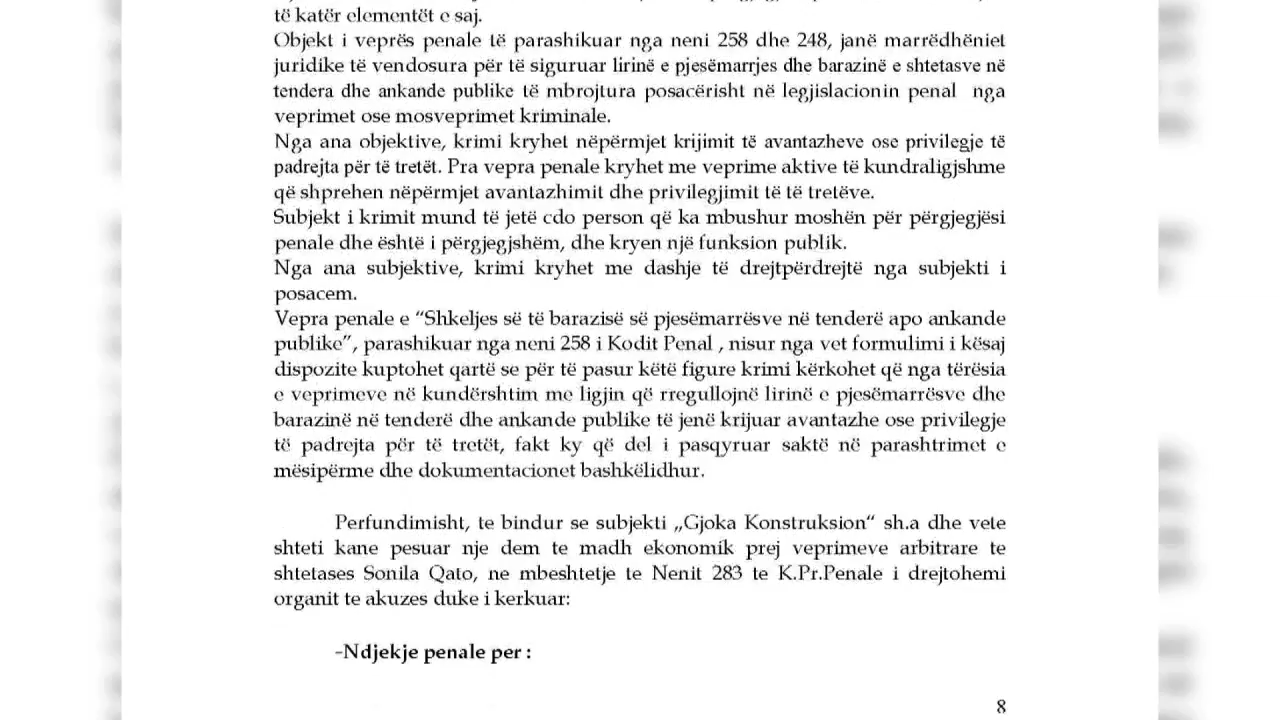 të katër elementët e saj.
Objekt i veprës penale të parashikuar nga neni 258 dhe 248, janë marrëdhëniet
juridike të vendosura për të siguruar lirinë e pjesëmarrjes dhe barazinë e shtetasve në
tendera dhe ankande publike të mbrojtura posacërisht në legjislacionin penal nga
veprimet ose mosveprimet kriminale.
Nga ana objektive, krimi kryhet nëpërmjet krijimit të avantazheve ose privilegje të
padrejta për të tretët. Pra vepra penale kryhet me veprime aktive të kundraligjshme
që shprehen nëpërmjet avantazhimit dhe privilegjimit të të tretëve.
Subjekt i krimit mund të jetë cdo person që ka mbushur moshën për përgjegjësi
penale dhe është i përgjegjshëm, dhe kryen një funksion publik.
Nga ana subjektive, krimi kryhet me dashje të drejtpërdrejtë nga subjekti i
posacem.
Vepra penale e “Shkeljes së të barazisë së pjesëmarrësve në tenderë apo ankande
publike”, parashikuar nga neni 258 i Kodit Penal , nisur nga vet formulimi i kësaj
dispozite kuptohet qartë se për të pasur këtë figure krimi kërkohet që nga tërësia
e veprimeve në kundërshtim me ligjin që rregullojnë lirinë e pjesëmarrësve dhe
barazinë në tenderë dhe ankande publike të jenë krijuar avantazhe ose privilegje
të padrejta për të tretët, fakt ky që del i pasqyruar saktë në parashtrimet e
mësipërme dhe dokumentacionet bashkëlidhur.
Perfundimisht, te bindur se subjekti „Gjoka Konstruksion“ sh.a dhe vete
shteti kane pesuar nje dem te madh ekonomik prej veprimeve arbitrare te
shtetases Sonila Qato, ne mbeshtetje te Nenit 283 te K.Pr.Penale i drejtohemi
organit te akuzes duke i kerkuar:
-Ndjekje penale per :
8